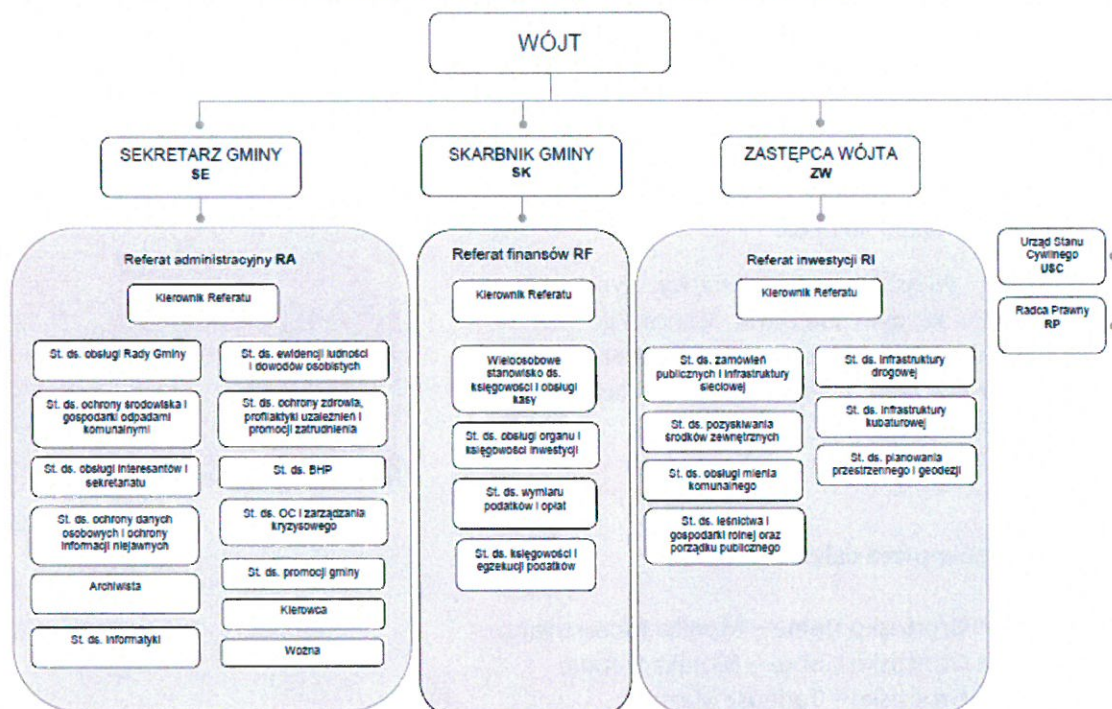 WÓJT
SEKRETARZ GMINY
SE
SKARBNIK GMINY
SK
ZASTĘPCA WÓJTA
ZW
Referat administracyjny RA
Kierownik Referatu
St. ds. obsługi Rady Gminy
St. ds. ochrony środowiska i
gospodarki odpadami
komunalnymi
St. ds. obsługi interesantów i
sekretariatu
St. ds. ochrony danych
osobowych i ochrony
informacji niejawnych
Archiwista
St. ds. informatyki
St. ds. ewidencji ludności
i dowodów osobistych
St. ds. ochrony zdrowia,
profilaktyki uzależnień i
promocji zatrudnienia
St. ds. BHP
St. ds. OC i zarządzania
kryzysowego
St. ds. promocji gminy
Kierowca
Woźna
Referat finansów RF
Kierownik Referatu
Wieloosobowe
stanowisko ds.
księgowości i obsługi
kasy
St. ds. obsługi organu i
księgowości inwestycji
St. ds. wymiaru
podatków i opłat
St. ds. księgowości i
egzekucji podatków
Referat inwestycji RI
Kierownik Referatu
St. ds. zamówień
publicznych i infrastruktury
sieciowej
St. ds. pozyskiwania
środków zewnętrznych
St. ds. obsługi mienia
komunalnego
St. ds. leśnictwa i
gospodarki rolnej oraz
porządku publicznego
St. ds. infrastruktury
drogowej
St. ds. infrastruktury
kubaturowej
St. ds. planowania
przestrzennego i geodezji
Urząd Stanu
Cywilnego
USC
Radca Prawny
RP